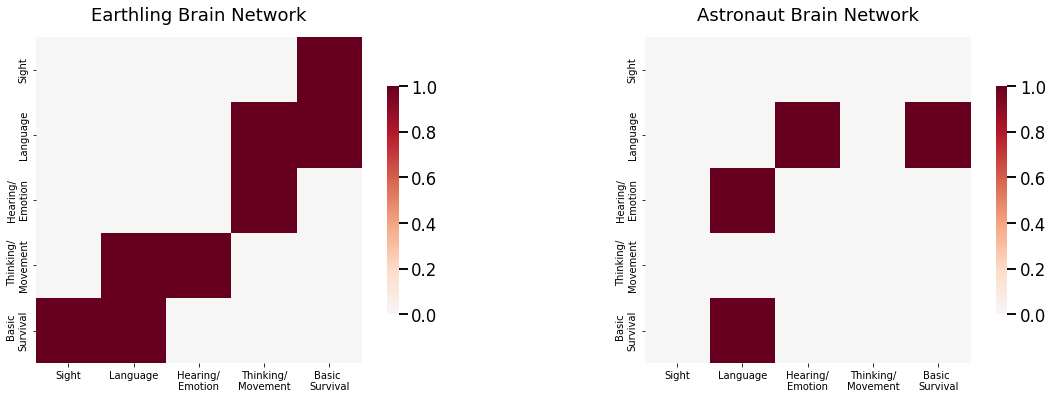 Earthling Brain Network
Sight
Language
Hearing/
Emotion
Thinking/
Movement
Basic
Survival
Sight
Language
Hearing/
Emotion
Thinking/
Movement
Basic
Survival
1.0
0.8
0.6
0.4
0.2
0.0
Astronaut Brain Network
Sight
Language
Hearing/
Emotion
Thinking/
Movement
Basic
Survival
Sight
Language
Hearing/
Emotion
Thinking/
Movement
Basic
Survival
1.0
0.8
0.6
0.4
0.2
0.0